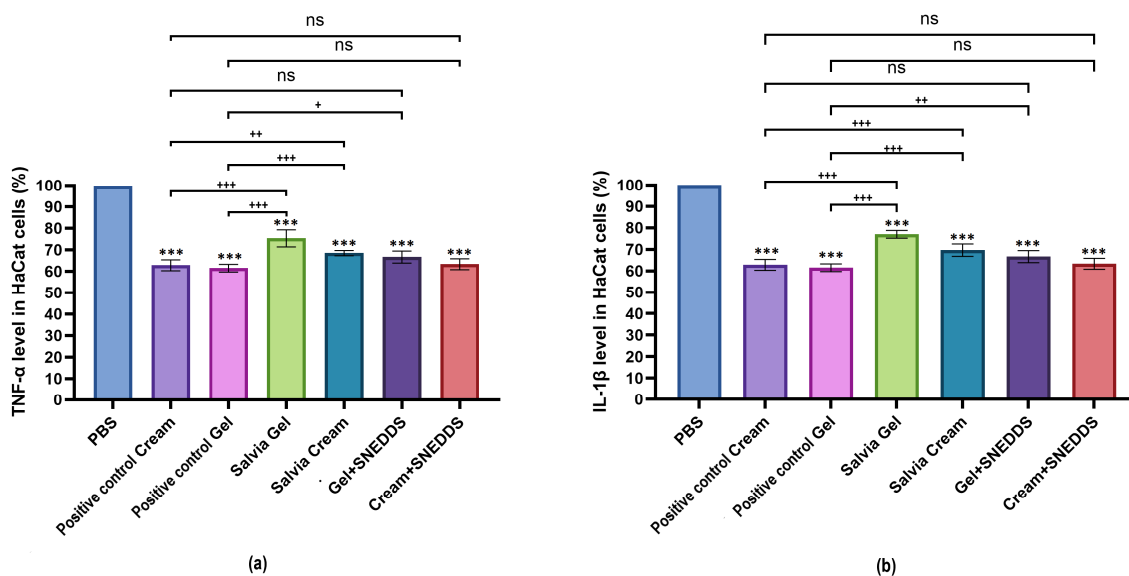 ns
ns
ns
+
++
+++
+++
+++
TNF-α level in HaCat cells (%)
100
90
80
70
60
50
40
30
20
10
0
***
***
***
***
***
***
PBS
Positive control Cream
Positive control Gel
Salvia Gel
Salvia Cream
Gel+SNEDDS
Cream+SNEDDS
(a)
ns
ns
ns
++
+++
+++
+++
+++
IL-1β level in HaCat cells (%)
100
90
80
70
60
50
40
30
20
10
0
***
***
***
***
***
***
PBS
Positive control Cream
Positive control Gel
Salvia Gel
Salvia Cream
Gel+SNEDDS
Cream+SNEDDS
(b)